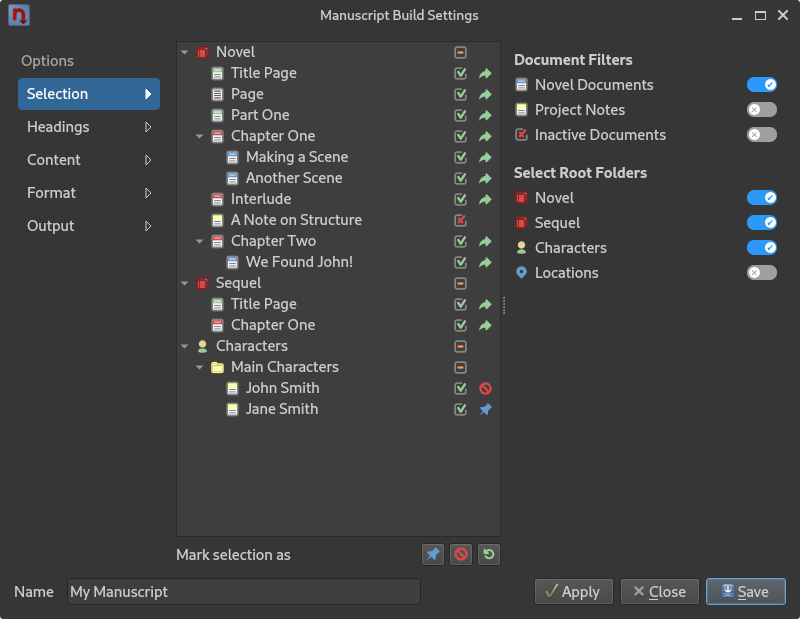 Manuscript Build Settings
Options
Selection
Headings
Content
Format
Output
Novel
Title Page
Page
Part One
Chapter One
Making a Scene
Another Scene
Interlude
A Note on Structure
Chapter Two
We Found John!
Sequel
Title Page
Chapter One
Characters
Main Characters
John Smith
Jane Smith
Mark selection as
Document Filters
Novel Documents
Project Notes
Inactive Documents
Select Root Folders
Novel
Sequel
Characters
Locations
Name My Manuscript Apply Close Save